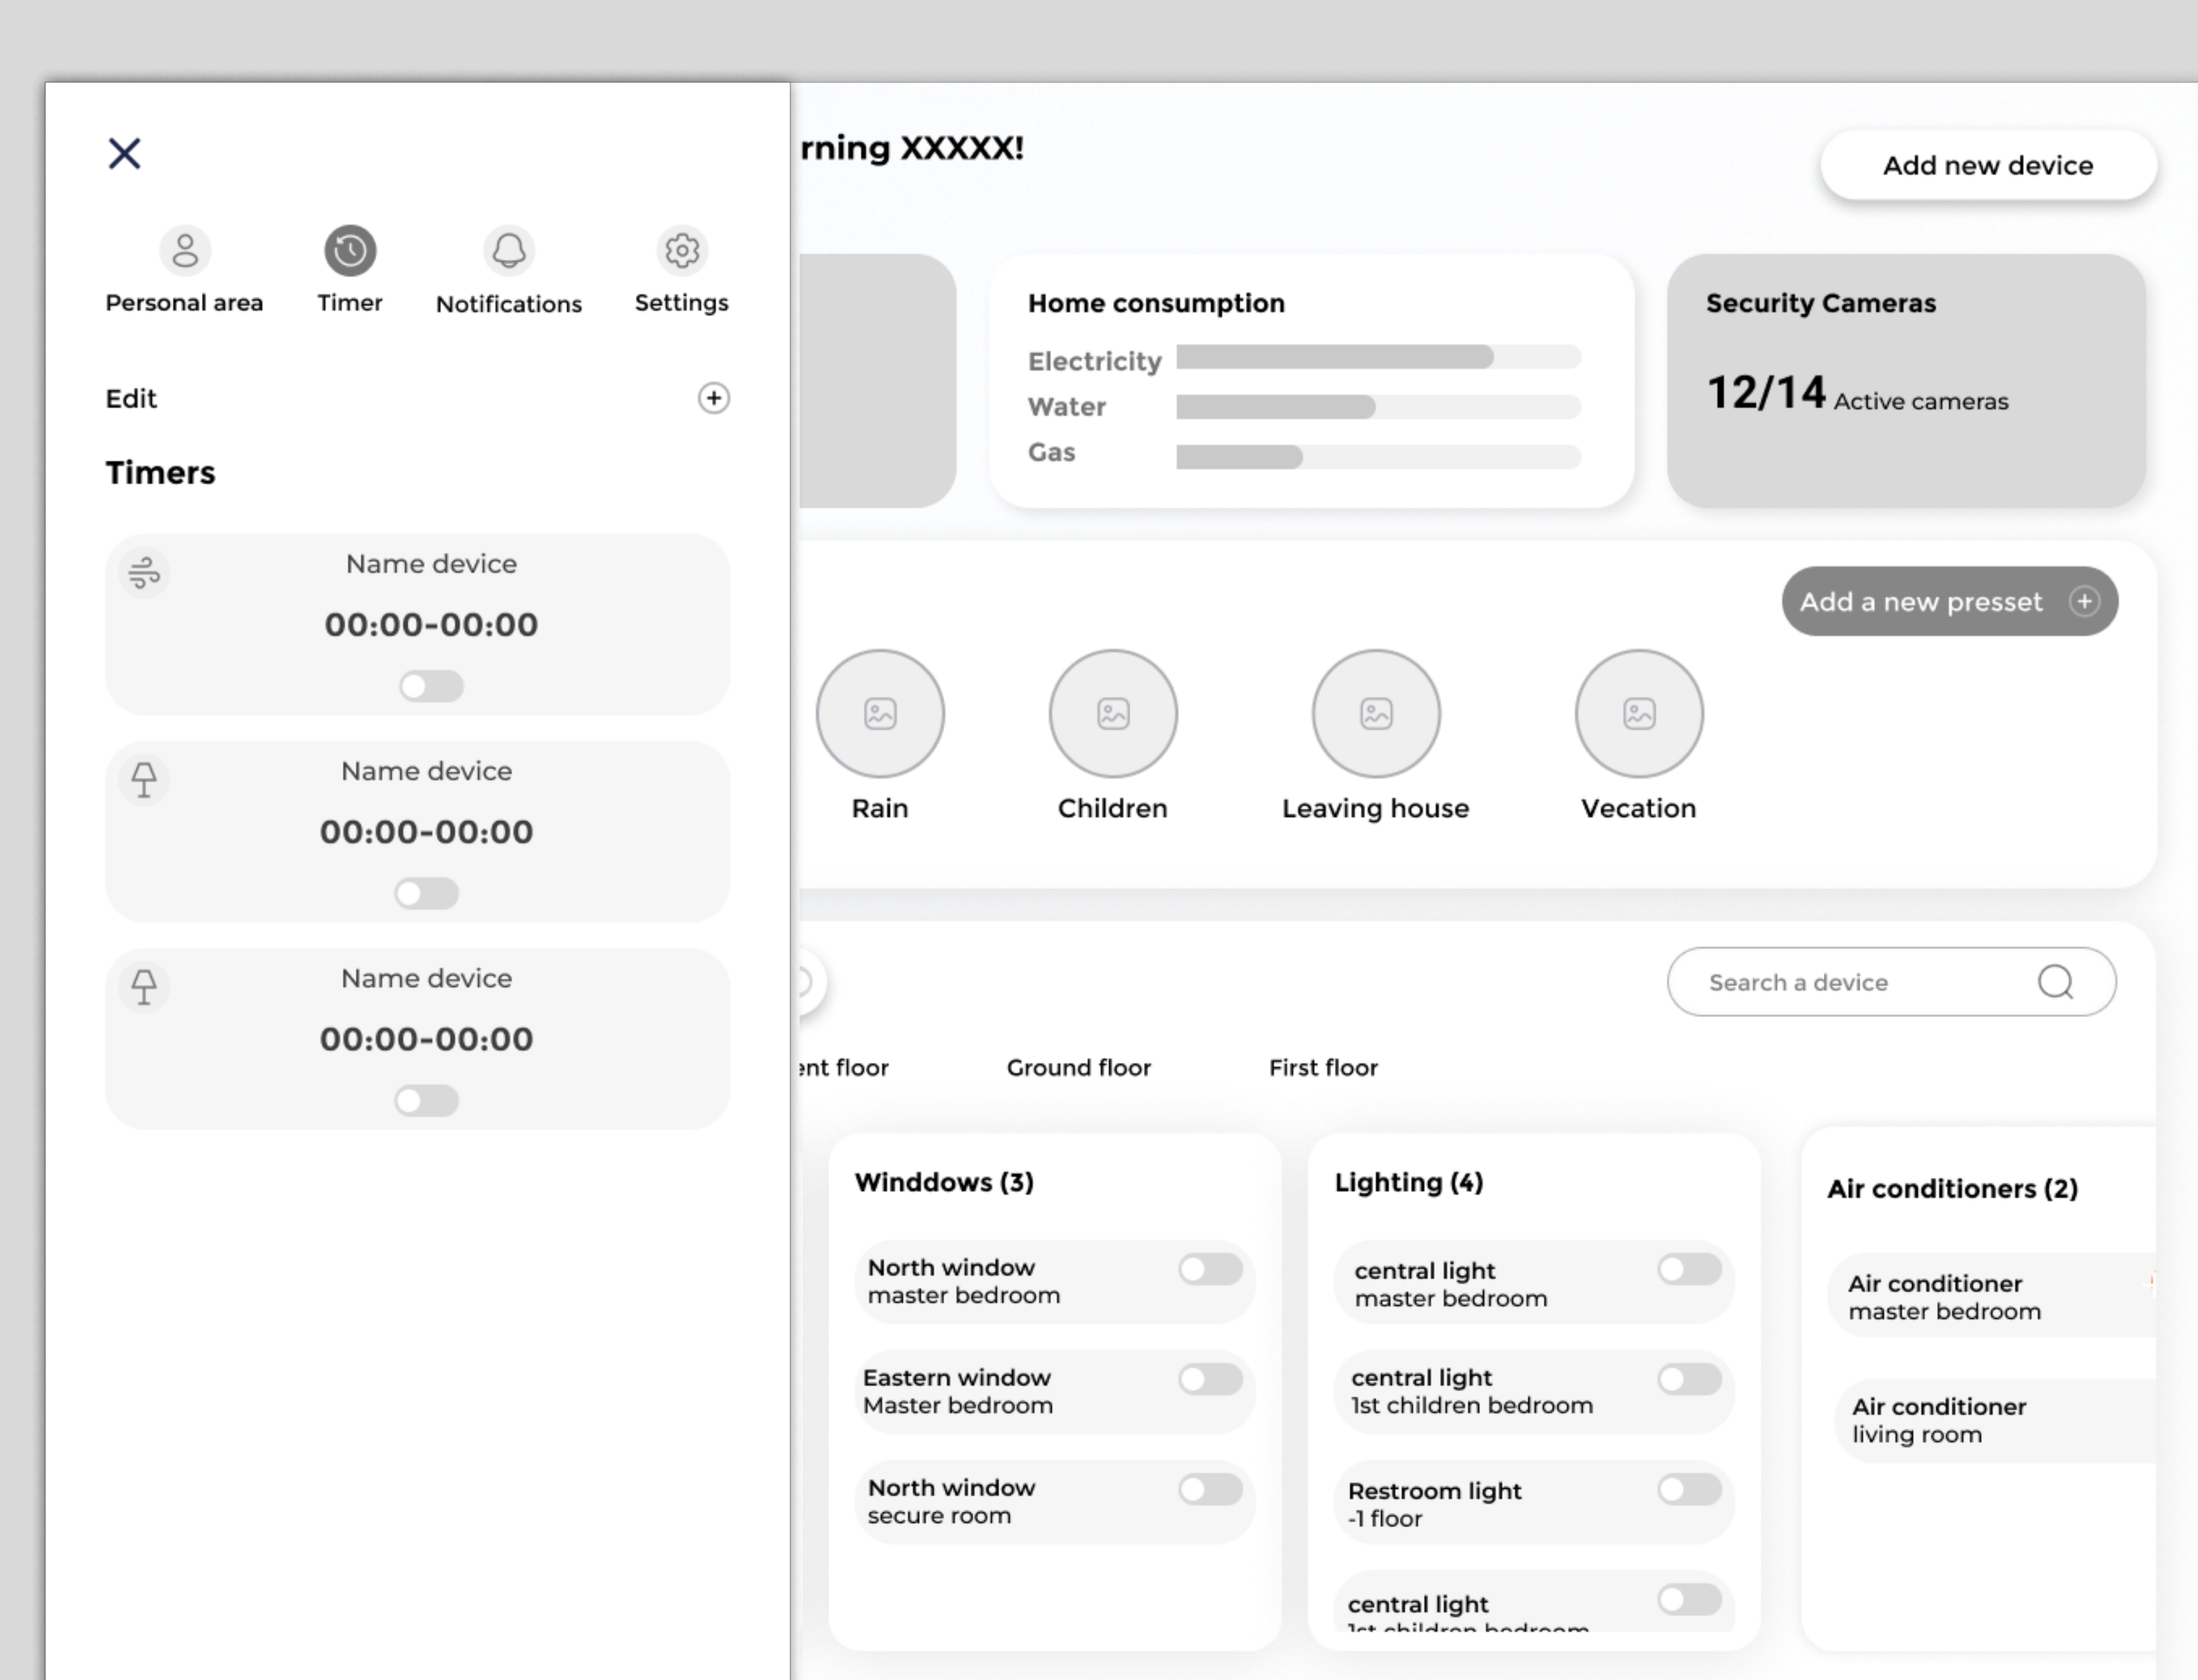 Personal area
Timer
Notifications
Settings
Edit
Timers
Name device
00:00-00:00
Name device
00:00-00:00
Name device
00:00-00:00
rning XXXXX!
Add new device
Home consumption
Electricity
Water
Gas
Security Cameras
12/14 Active cameras
Add a new presset
Rain
Children
Leaving house
Vecation
Search a device
ent floor
Ground floor
First floor
Winddows (3)
North window
master bedroom
Eastern window
Master bedroom
North window
secure room
Lighting (4)
central light
master bedroom
central light
1st children bedroom
Restroom light
-1 floor
central light
1st children bedroom
Air conditioners (2)
Air conditioner
master bedroom
Air conditioner
living room